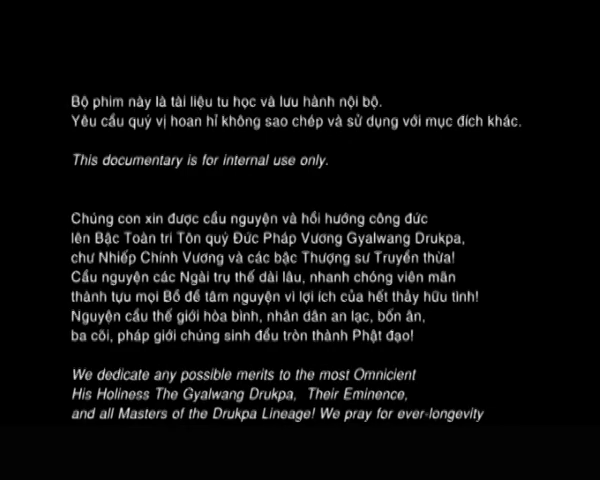 Bộ phim này là tài liệu tu học và lưu hành nội bộ.
Yêu cầu quý vị hoan hỉ không sao chép và sử dụng với mục đích khác.
This documentary is for internal use only.
Chúng con xin được cầu nguyện và hồi hướng công đức
lên Bậc Toàn tri Tôn quý Đức Pháp Vương Gyalwang Drukpa,
chư Nhiếp Chính Vương và các bậc Thượng sư Truyền thừa!
Cầu nguyện các Ngài trụ thế dài lâu, nhanh chóng viên mãn
thành tựu mọi Bồ đề tâm nguyện vì lợi ích của hết thảy hữu tình!
Nguyện cầu thế giới hòa bình, nhân dân an lạc, bốn ân,
ba cõi, pháp giới chúng sinh đều tròn thành Phật đạo!
We dedicate any possible merits to the most Omnicient
His Holiness The Gyalwang Drukpa, Their Eminence,
and all Masters of the Drukpa Lineage! We pray for ever-longevity